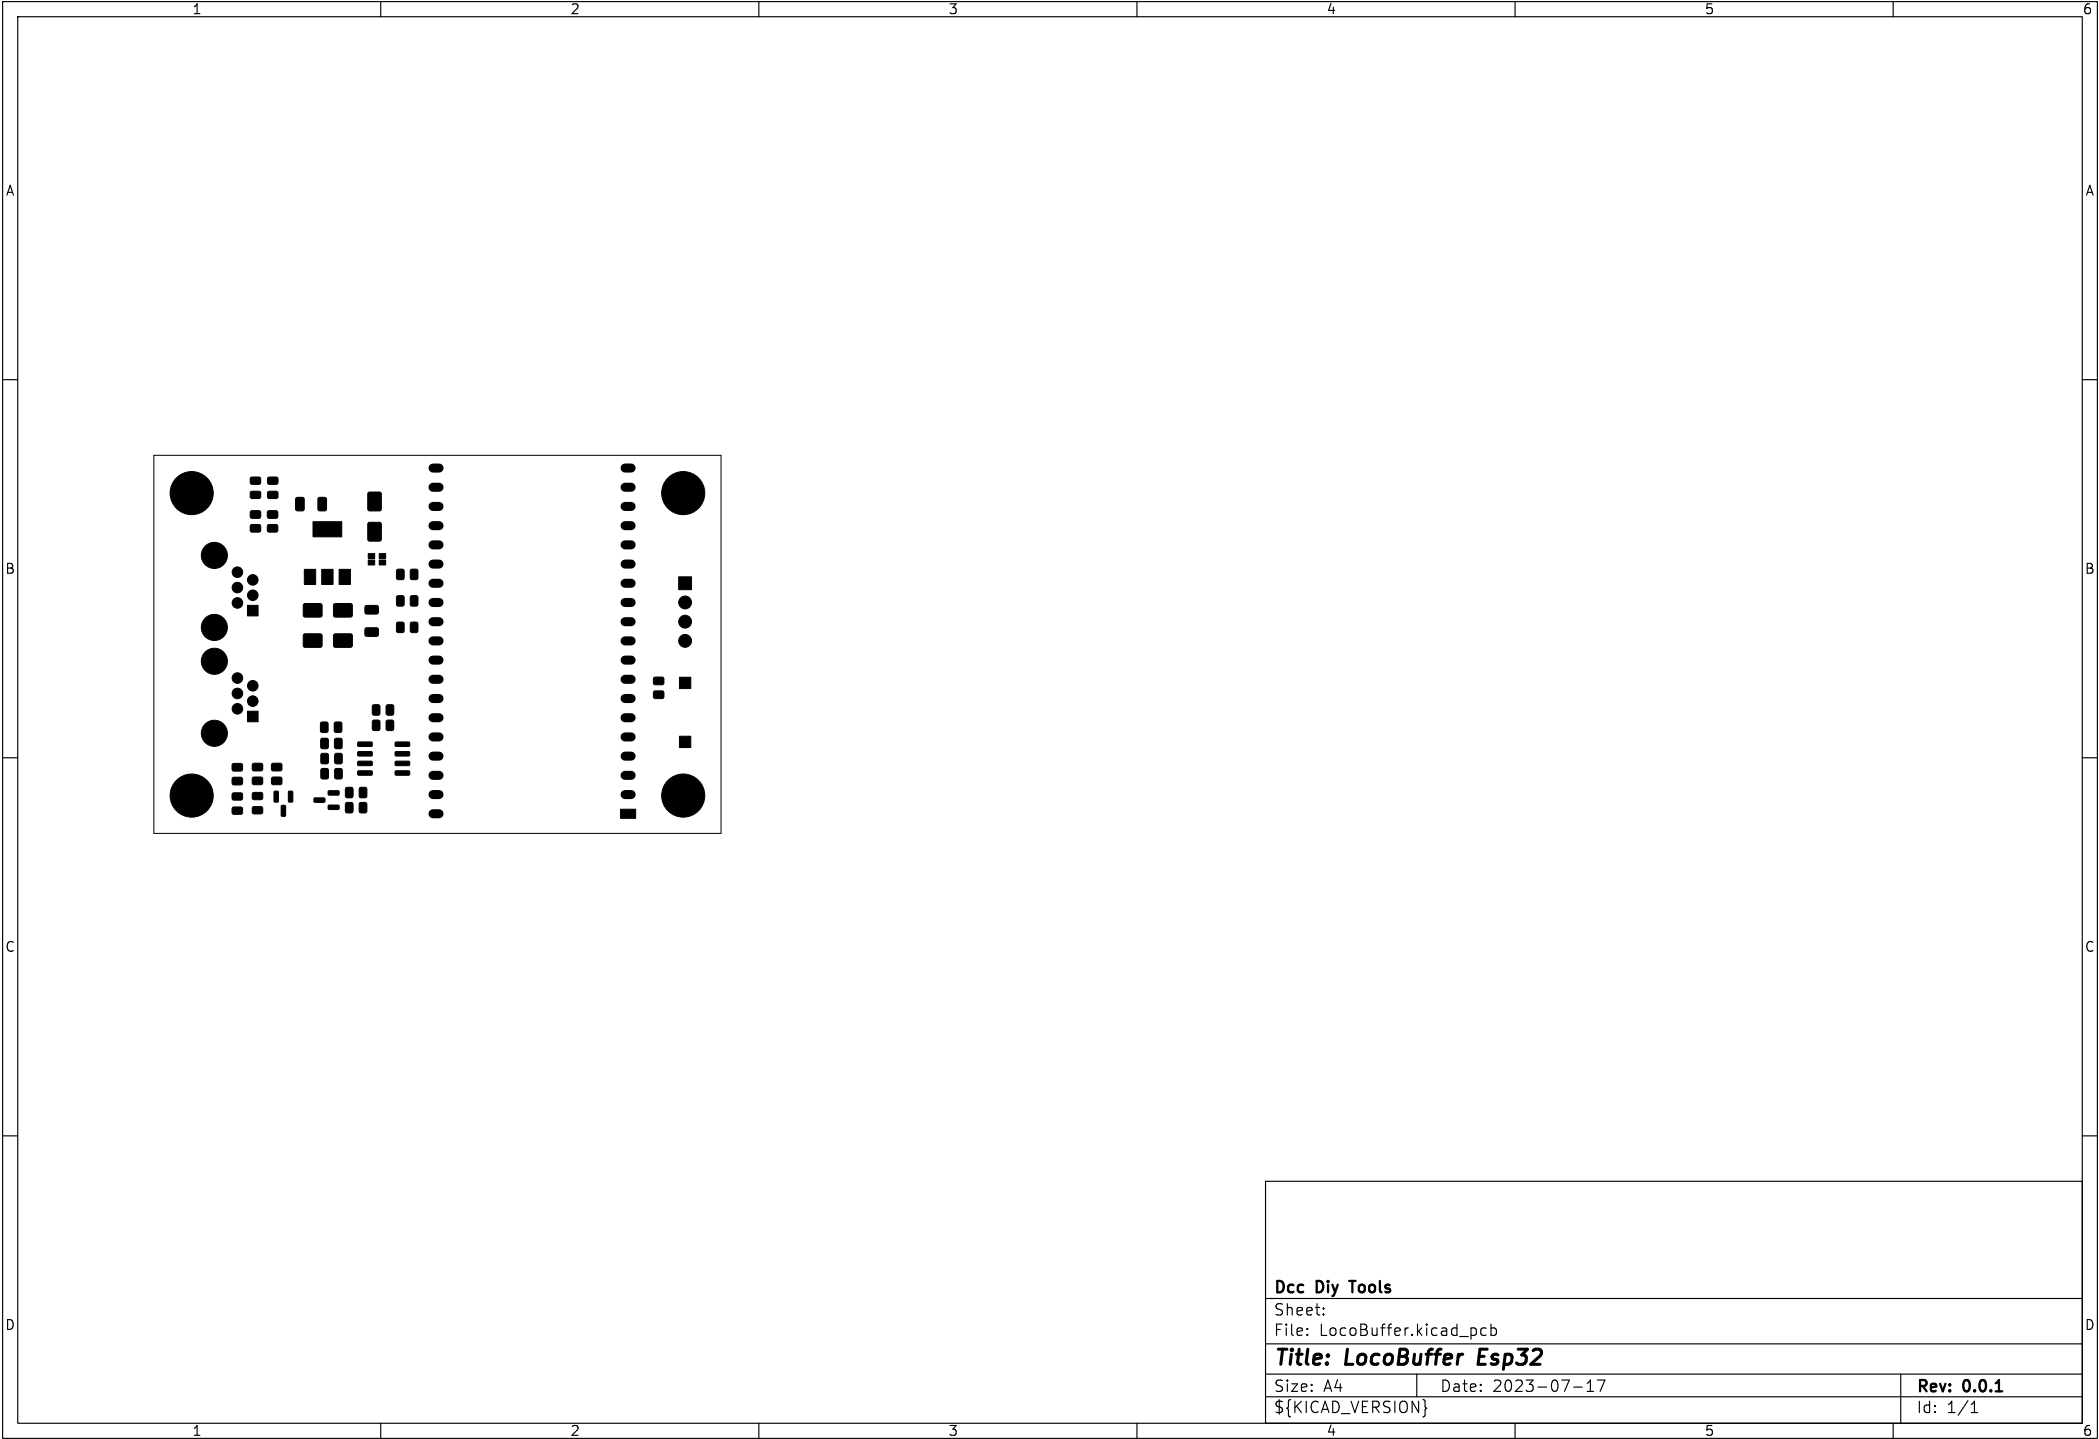 1 2 3 4 5 6
A A
B B
C C
D D
Dcc Diy Tools
Sheet:
File: LocoBuffer.kicad_pcb
Title: LocoBuffer Esp32
Size: A4 Date: 2023-07-17 Rev: 0.0.1
${KICAD_VERSION} Id: 1/1
1 2 3 4 5 6